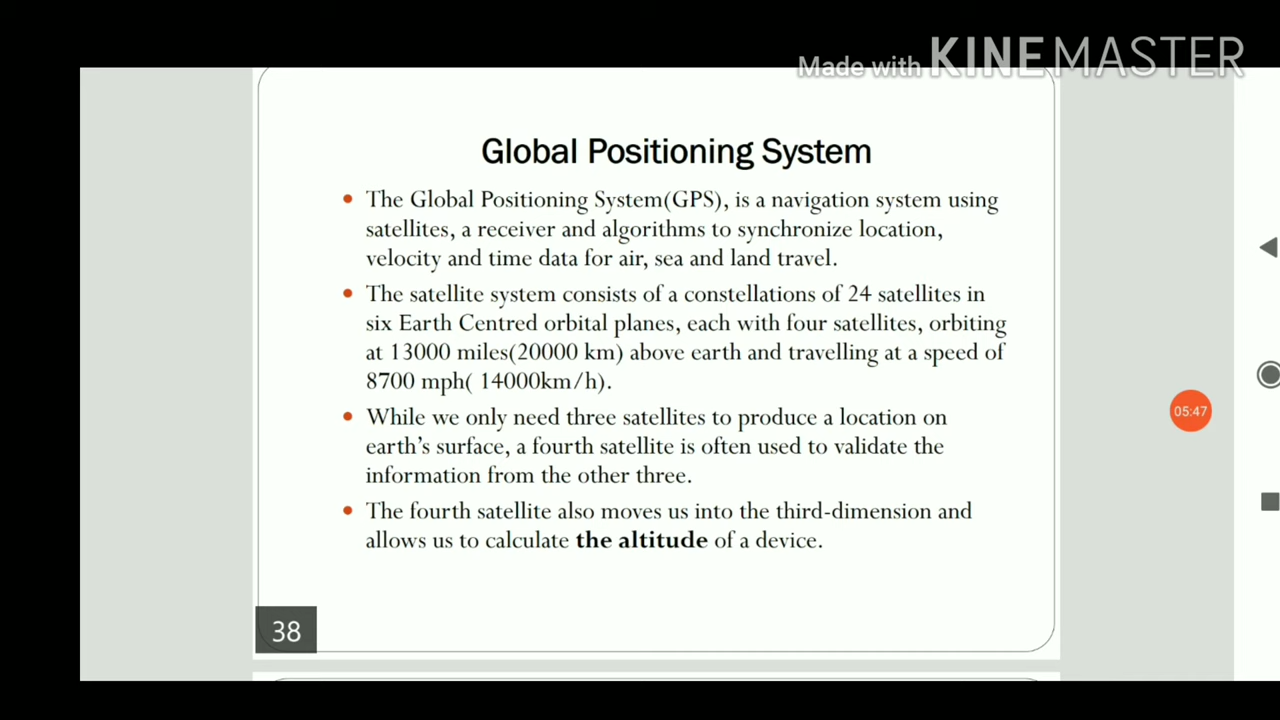 Made with KINEMASTER
Global Positioning System
• The Global Positioning System(GPS), is a navigation system using
satellites, a receiver and algorithms to synchronize location,
velocity and time data for air, sea and land travel.
• The satellite system consists of a constellations of 24 satellites in
six Earth Centred orbital planes, each with four satellites, orbiting
at 13000 miles(20000 km) above earth and travelling at a speed of
8700 mph( 14000km/h).
• While we only need three satellites to produce a location on
earth's surface, a fourth satellite is often used to validate the
information from the other three.
• The fourth satellite also moves us into the third-dimension and
allows us to calculate the altitude of a device.
05:47
38